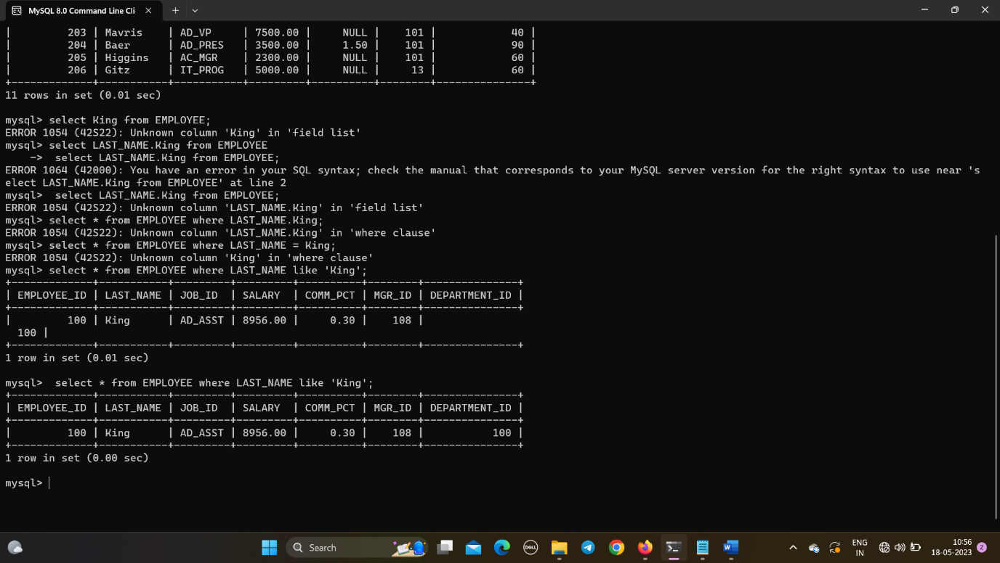 MySQL 8.0 Command Line Cli
|         203 | Mavris    | AD_VP     | 7500.00 |     NULL |    101 |            40 |
|         204 | Baer      | AD_PRES   | 3500.00 |     1.50 |    101 |            90 |
|         205 | Higgins   | AC_MGR    | 2300.00 |     NULL |    101 |            60 |
|         206 | Gitz      | IT_PROG   | 5000.00 |     NULL |     13 |            60 |
+-------------+-----------+-----------+---------+----------+--------+---------------+
11 rows in set (0.01 sec)
mysql> select King from EMPLOYEE;
ERROR 1054 (42S22): Unknown column 'King' in 'field list'
mysql> select LAST_NAME.King from EMPLOYEE
    ->  select LAST_NAME.King from EMPLOYEE;
ERROR 1064 (42000): You have an error in your SQL syntax; check the manual that corresponds to your MySQL server version for the right syntax to use near 's
elect LAST_NAME.King from EMPLOYEE' at line 2
mysql>  select LAST_NAME.King from EMPLOYEE;
ERROR 1054 (42S22): Unknown column 'LAST_NAME.King' in 'field list'
mysql> select * from EMPLOYEE where LAST_NAME.King;
ERROR 1054 (42S22): Unknown column 'LAST_NAME.King' in 'where clause'
mysql> select * from EMPLOYEE where LAST_NAME = King;
ERROR 1054 (42S22): Unknown column 'King' in 'where clause'
mysql> select * from EMPLOYEE where LAST_NAME like 'King';
+-------------+-----------+---------+---------+----------+--------+---------------+
| EMPLOYEE_ID | LAST_NAME | JOB_ID  | SALARY  | COMM_PCT | MGR_ID | DEPARTMENT_ID |
+-------------+-----------+---------+---------+----------+--------+---------------+
|         100 | King      | AD_ASST | 8956.00 |     0.30 |    108 |
  100 |
+-------------+-----------+---------+---------+----------+--------+---------------+
1 row in set (0.01 sec)
mysql>  select * from EMPLOYEE where LAST_NAME like 'King';
+-------------+-----------+---------+---------+----------+--------+---------------+
| EMPLOYEE_ID | LAST_NAME | JOB_ID  | SALARY  | COMM_PCT | MGR_ID | DEPARTMENT_ID |
+-------------+-----------+---------+---------+----------+--------+---------------+
|         100 | King      | AD_ASST | 8956.00 |     0.30 |    108 |           100 |
+-------------+-----------+---------+---------+----------+--------+---------------+
1 row in set (0.00 sec)
mysql>
Search
DELL
ENG
IN
10:56
18-05-2023
2